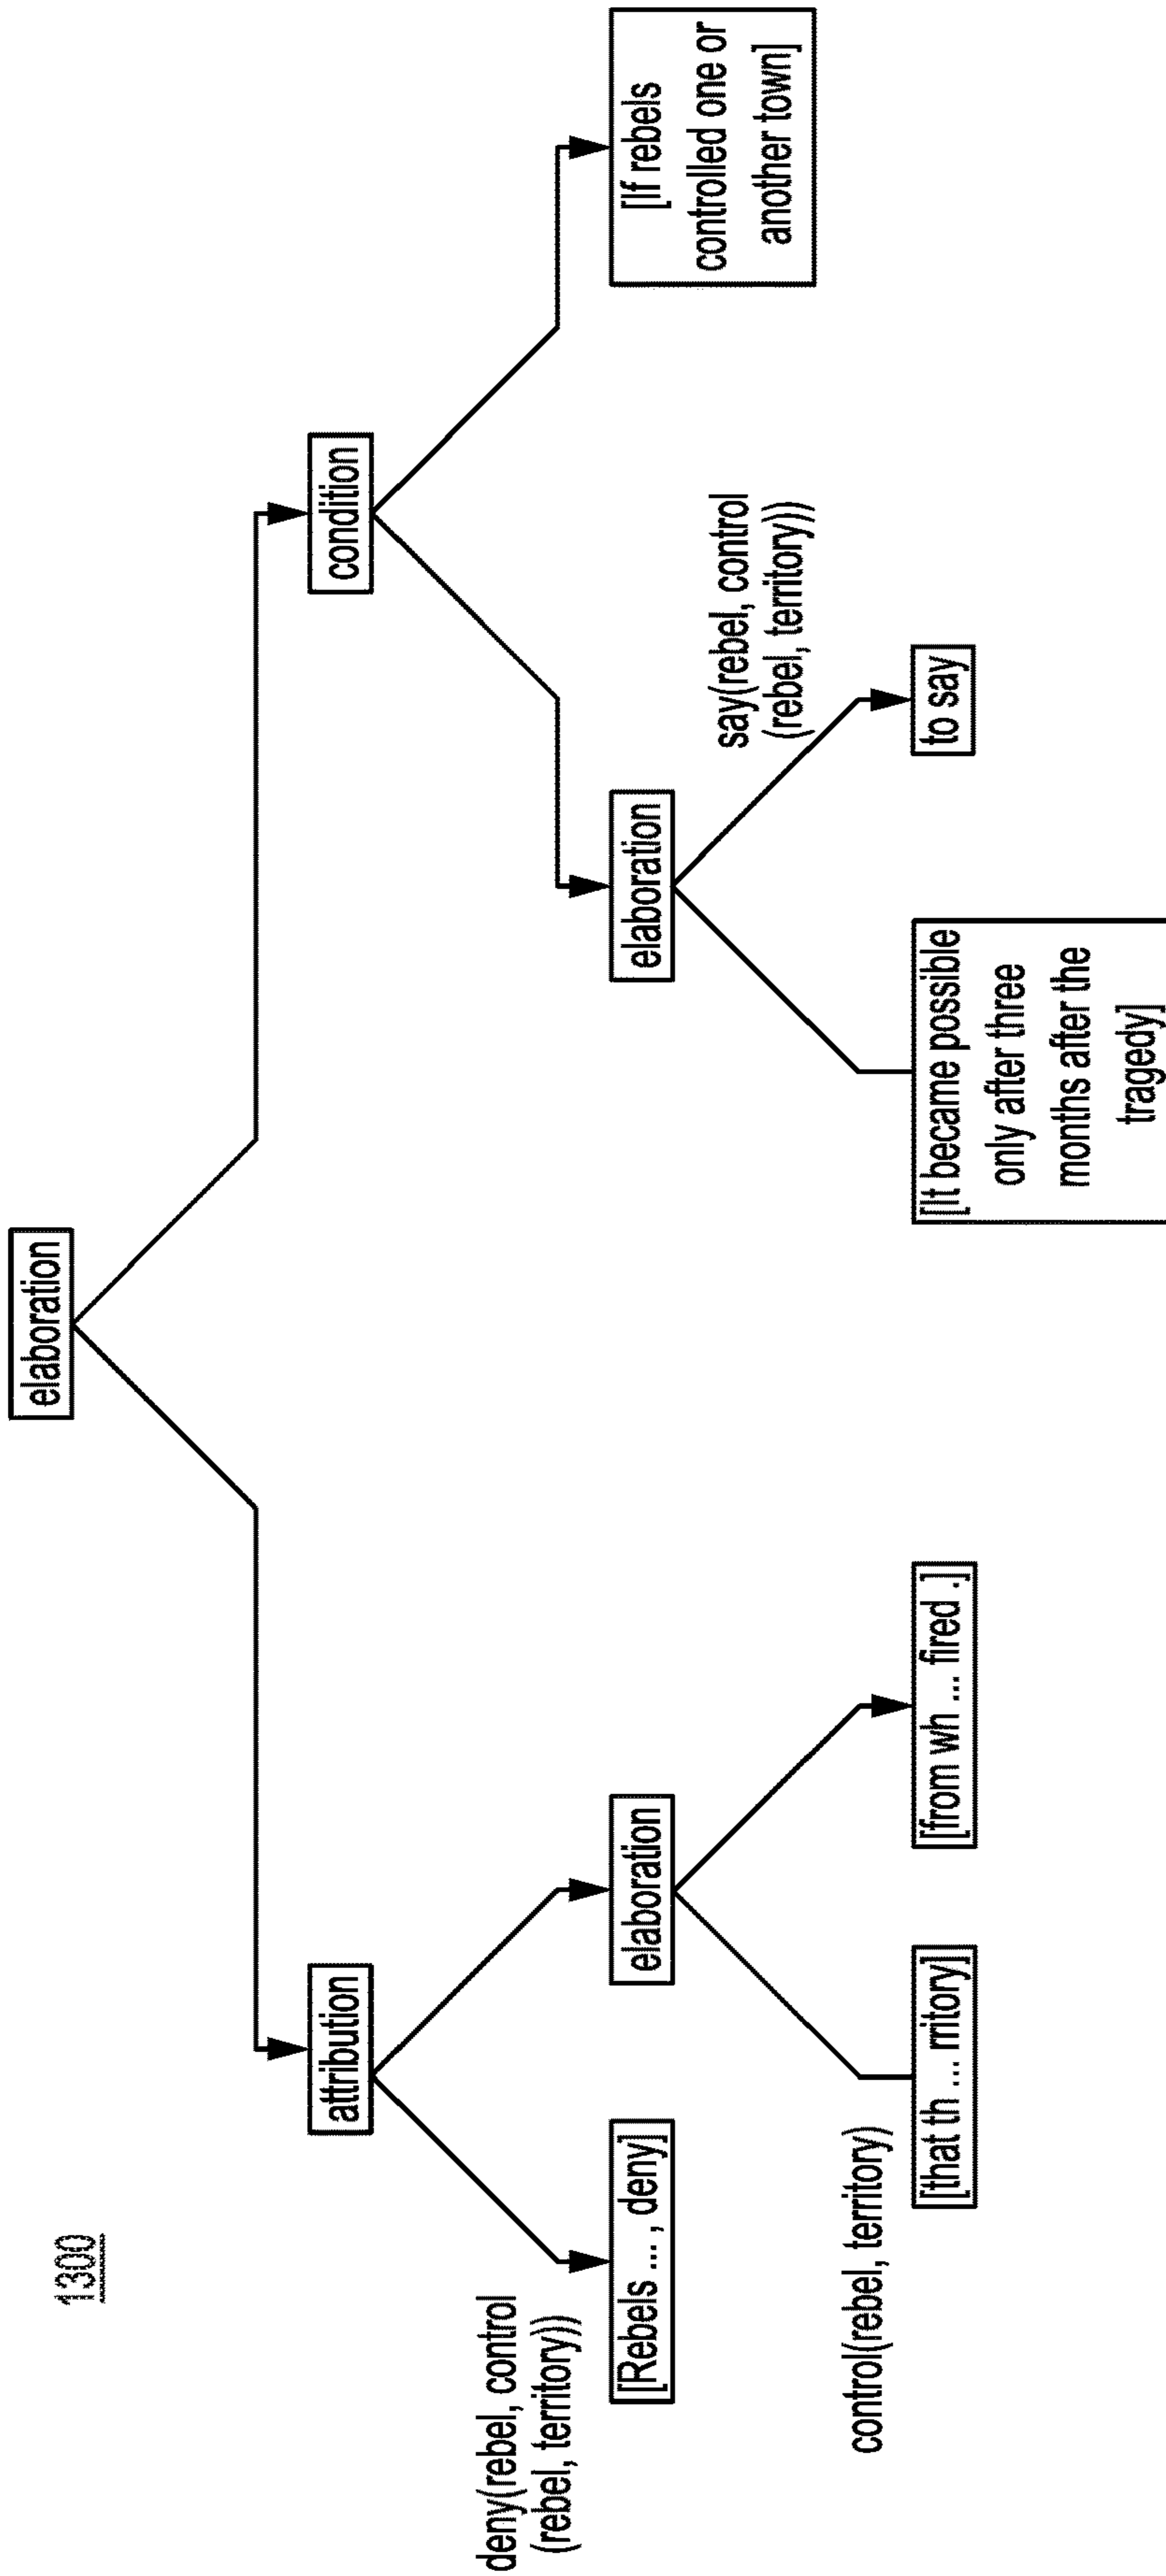 1300
elaboration
attribution
condition
deny(rebel, control
(rebel, territory))
[Rebels ... , deny]
elaboration
elaboration
[If rebels
controlled one or
another town]
control(rebel, territory)
say(rebel, control
(rebel, territory))
[that th ... rritory]
[from wh ... fired .]
[It became possible
only after three
months after the
tragedy]
to say